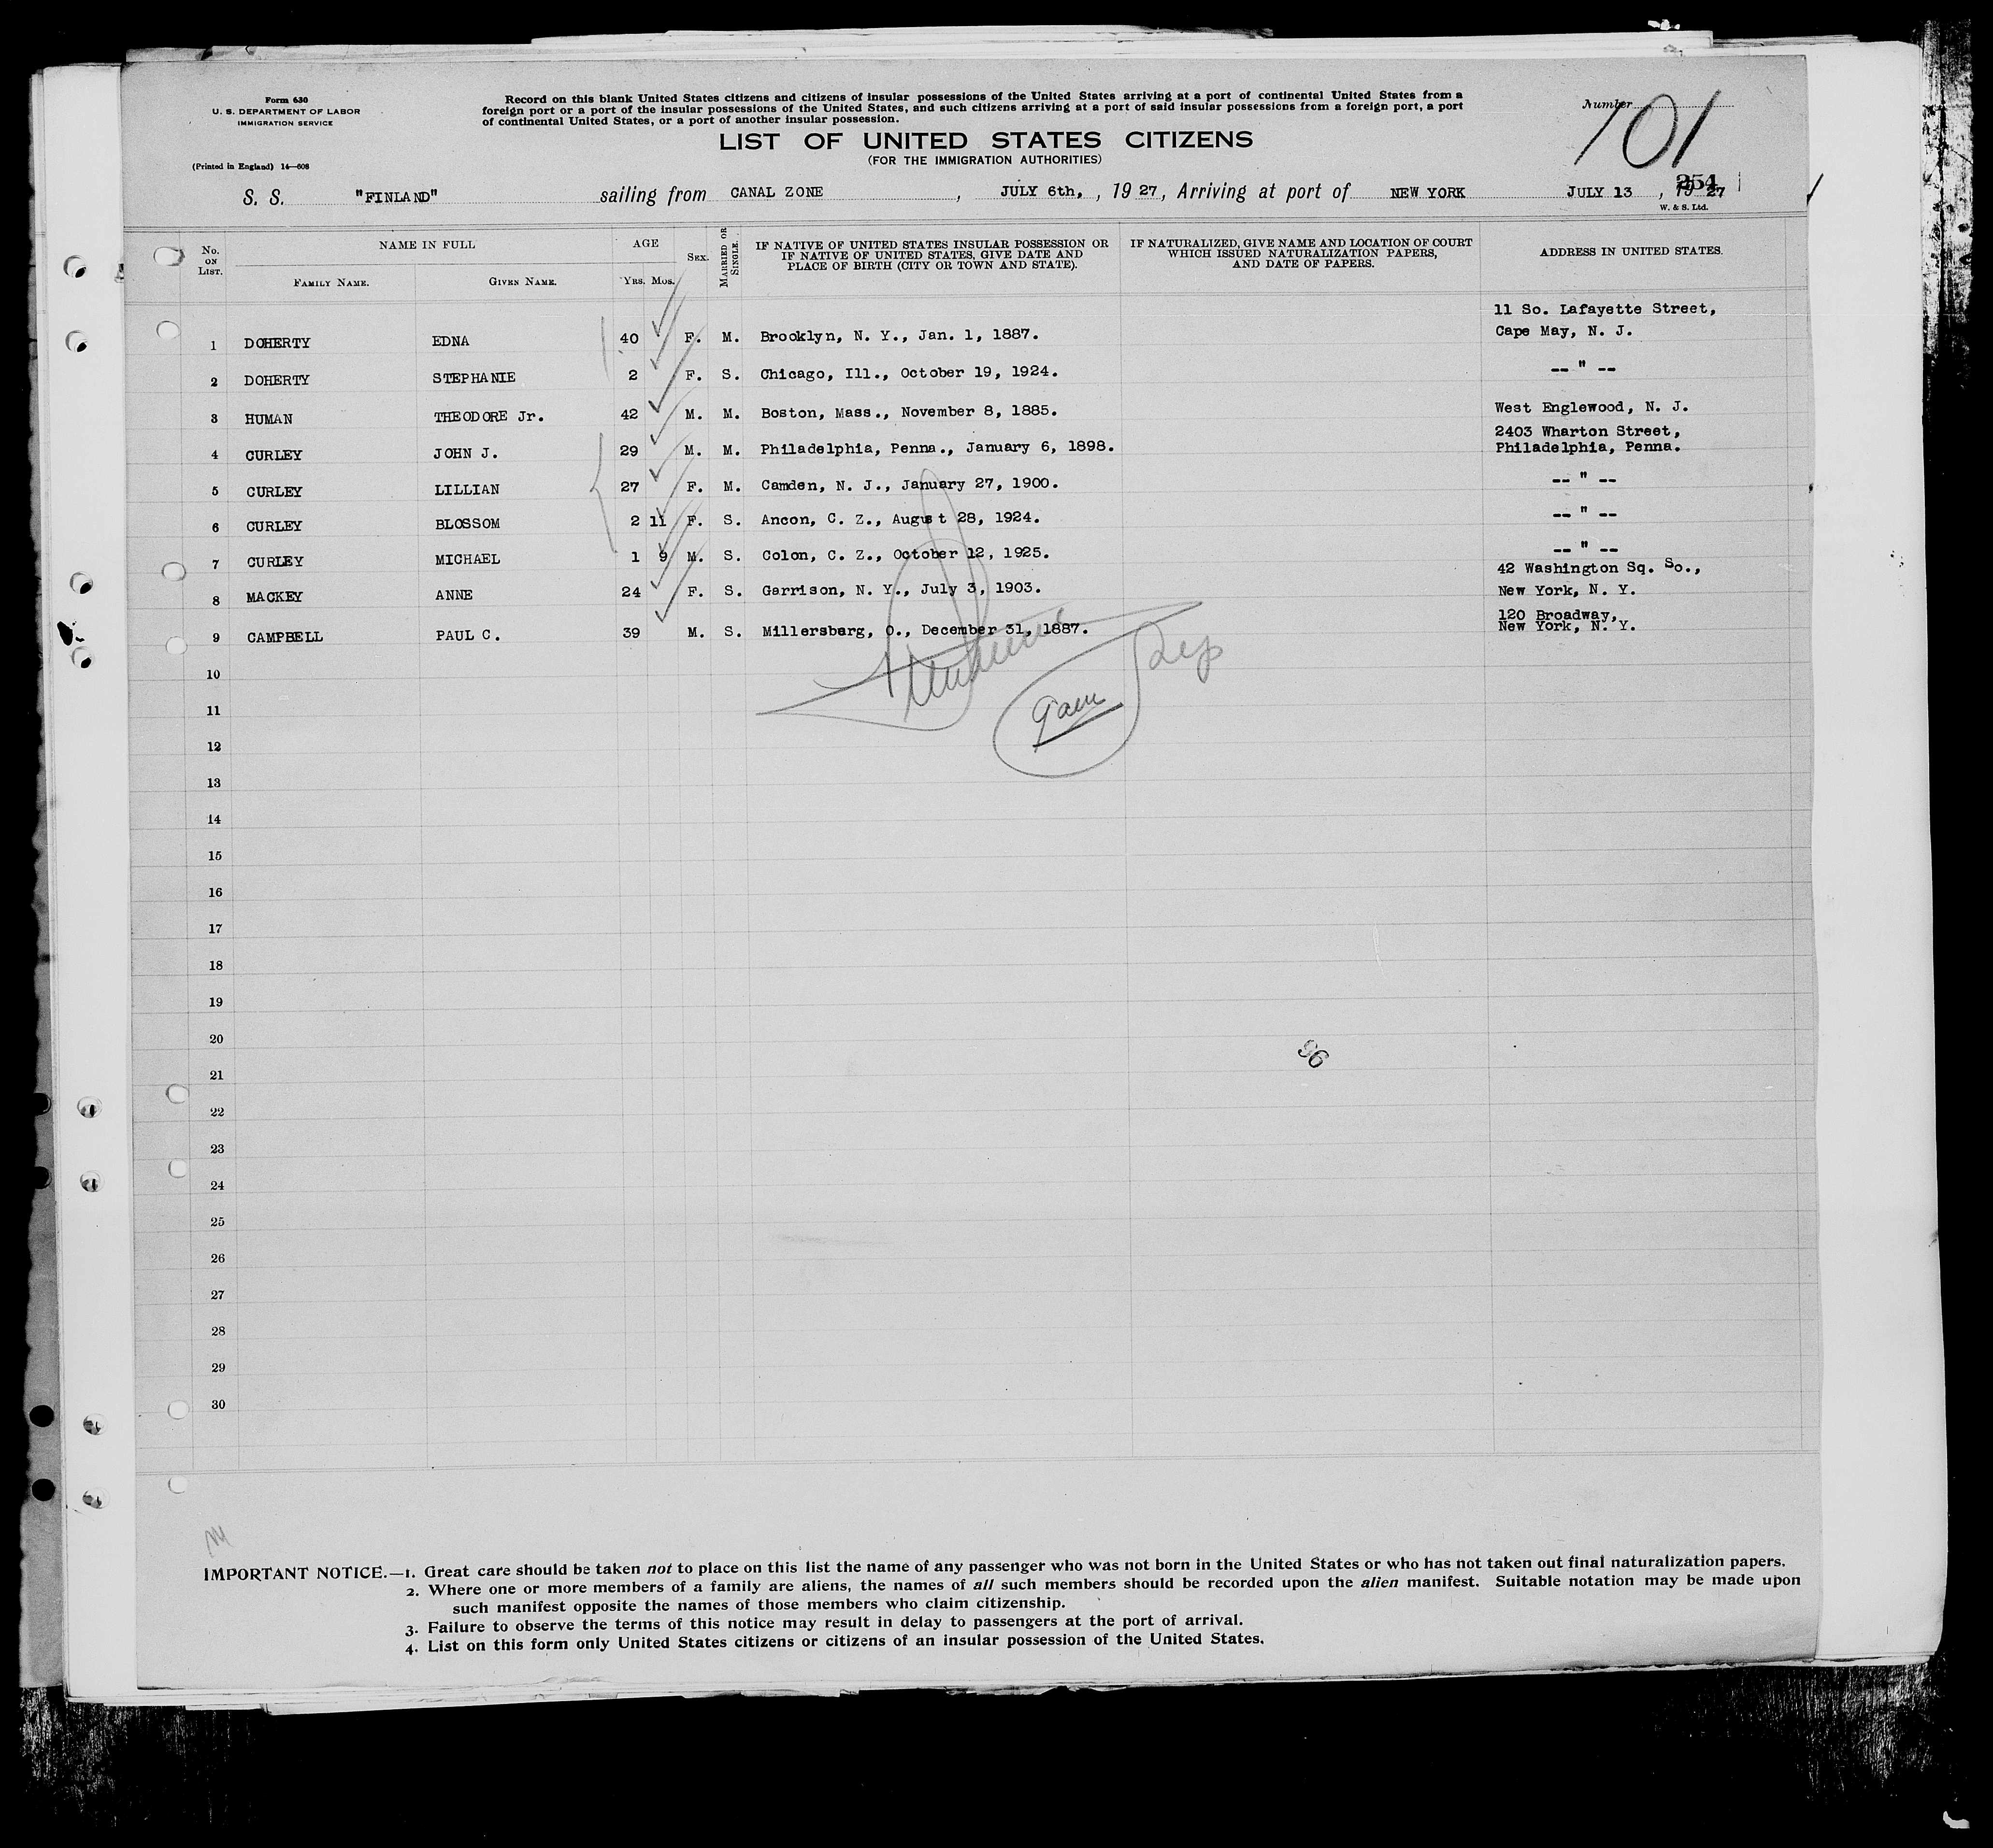 Form 630
U. S. DEPARTMENT OF LABOR
IMMIGRATION SERVICE
(Printed in England) 14—608
Record on this blank United States citizens and citizens of insular possessions of the United States arriving at a port of continental United States from a
foreign port or a port of the insular possessions of the United States, and such citizens arriving at a port of said insular possessions from a foreign port, a port
of continental United States, or a port of another insular possession.
LIST OF UNITED STATES CITIZENS
(FOR THE IMMIGRATION AUTHORITIES)
Number 101
254
S. S. "FINLAND" sailing from CANAL ZONE, JULY 6th, , 19 27, Arriving at port of NEW YORK JULY 13, 19 27
W. & S. Ltd.
No. ON LIST. NAME IN FULL AGE SEX. MARRIED OR SINGLE. IF NATIVE OF UNITED STATES INSULAR POSSESSION OR IF NATIVE OF UNITED STATES, GIVE DATE AND PLACE OF BIRTH (CITY OR TOWN AND STATE). IF NATURALIZED, GIVE NAME AND LOCATION OF COURT WHICH ISSUED NATURALIZATION PAPERS, AND DATE OF PAPERS. ADDRESS IN UNITED STATES.
FAMILY NAME. GIVEN NAME. YRS. MOS.
11 So. Lafayette Street,
1 DOHERTY EDNA 40 F. M. Brooklyn, N. Y., Jan. 1, 1887. Cape May, N. J.
2 DOHERTY STEPHANIE 2 F. S. Chicago, Ill., October 19, 1924. -- " --
3 HUMAN THEODORE Jr. 42 M. M. Boston, Mass., November 8, 1885. West Englewood, N. J.
2403 Wharton Street,
4 CURLEY JOHN J. 29 M. M. Philadelphia, Penna., January 6, 1898. Philadelphia, Penna.
5 CURLEY LILLIAN 27 F. M. Camden, N. J., January 27, 1900. -- " --
6 CURLEY BLOSSOM 2 11 F. S. Ancon, C. Z., August 28, 1924. -- " --
7 CURLEY MICHAEL 1 9 M. S. Colon, C. Z., October 12, 1925. -- " --
42 Washington Sq. So.,
8 MACKEY ANNE 24 F. S. Garrison, N. Y., July 3, 1903. New York, N. Y.
120 Broadway,
9 CAMPBELL PAUL C. 39 M. S. Millersbarg, O., December 31, 1887. New York, N. Y.
10
11
12
13
14
15
16
17
18
19
20
96
21
22
23
24
25
26
27
28
29
30
IMPORTANT NOTICE.—1. Great care should be taken not to place on this list the name of any passenger who was not born in the United States or who has not taken out final naturalization papers.
2. Where one or more members of a family are aliens, the names of all such members should be recorded upon the alien manifest. Suitable notation may be made upon
such manifest opposite the names of those members who claim citizenship.
3. Failure to observe the terms of this notice may result in delay to passengers at the port of arrival.
4. List on this form only United States citizens or citizens of an insular possession of the United States.